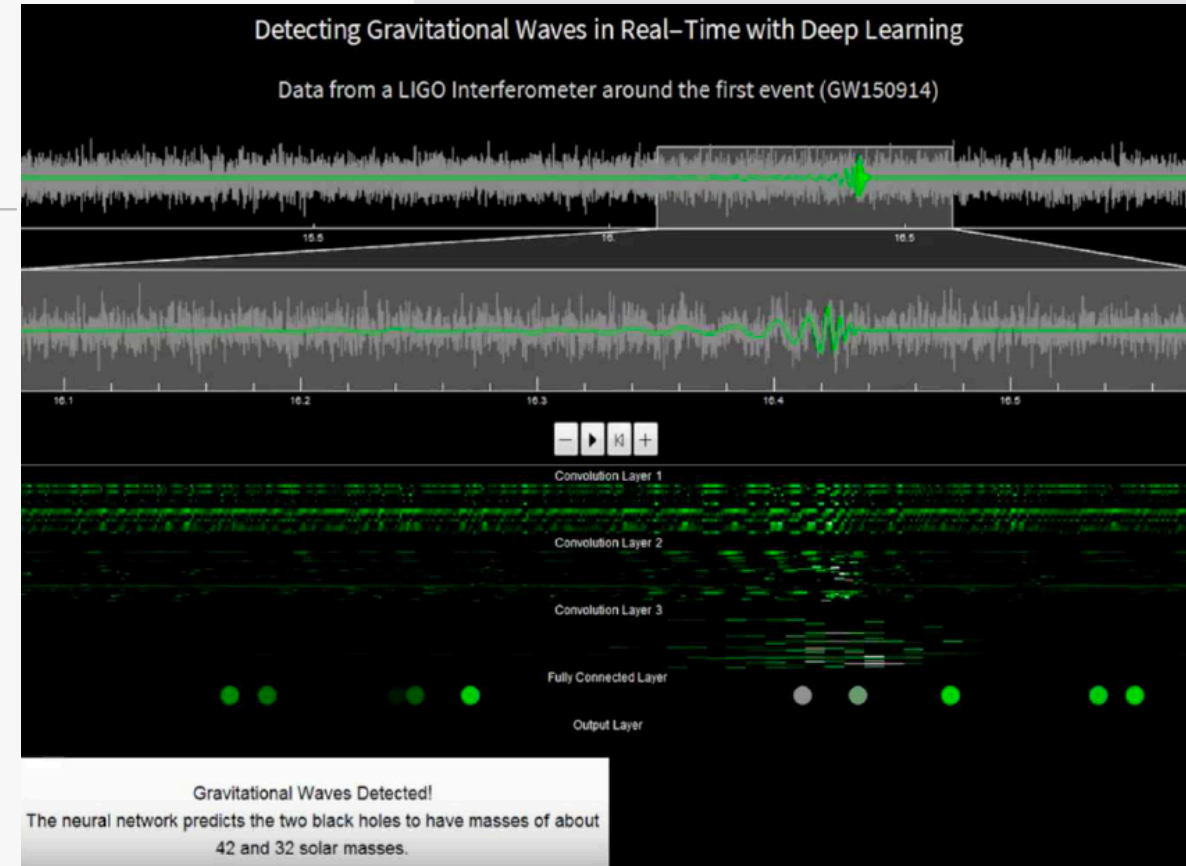 Detecting Gravitational Waves in Real–Time with Deep Learning
Data from a LIGO Interferometer around the first event (GW150914)
15.5 16. 16.5
16.1 16.2 16.3 16.4 16.5
Convolution Layer 1
Convolution Layer 2
Convolution Layer 3
Fully Connected Layer
Output Layer
Gravitational Waves Detected!
The neural network predicts the two black holes to have masses of about
42 and 32 solar masses.